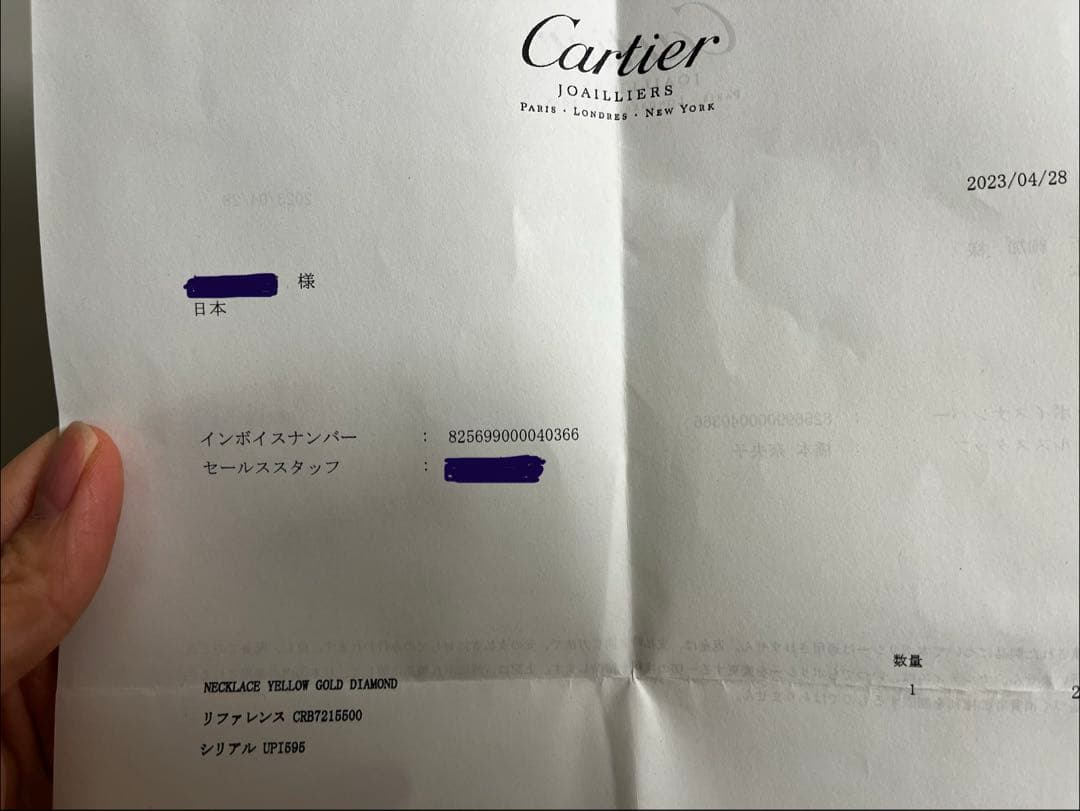 Cartier
JOAILLIERS
PARIS · LONDRES · NEW YORK
2023/04/28
様
日本
インボイスナンバー : 825699000040366
セールススタッフ :
数量
NECKLACE YELLOW GOLD DIAMOND 1 2
リファレンス CRB7215500
シリアル UPI595